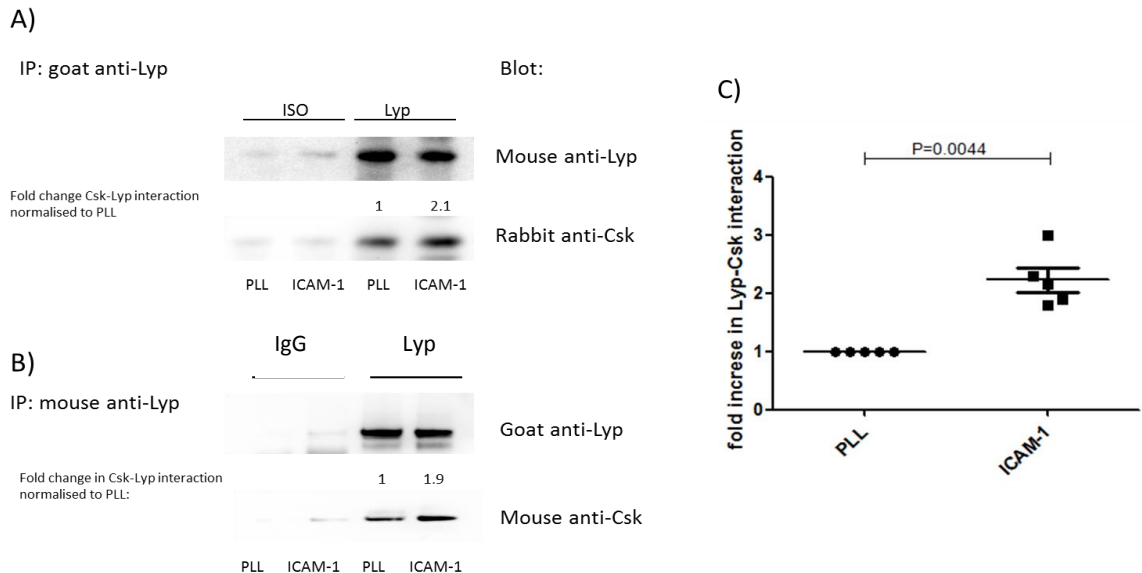 A)
IP: goat anti-Lyp
Blot:
ISO
Lyp
Mouse anti-Lyp
Fold change Csk-Lyp interaction
normalised to PLL
1
2.1
Rabbit anti-Csk
PLL
ICAM-1
PLL
ICAM-1
B)
IgG
Lyp
IP: mouse anti-Lyp
Goat anti-Lyp
Fold change in Csk-Lyp interaction
normalised to PLL:
1
1.9
Mouse anti-Csk
PLL
ICAM-1
PLL
ICAM-1
C)
P=0.0044
fold increse in Lyp-Csk interaction
4
3
2
1
0
PLL
ICAM-1